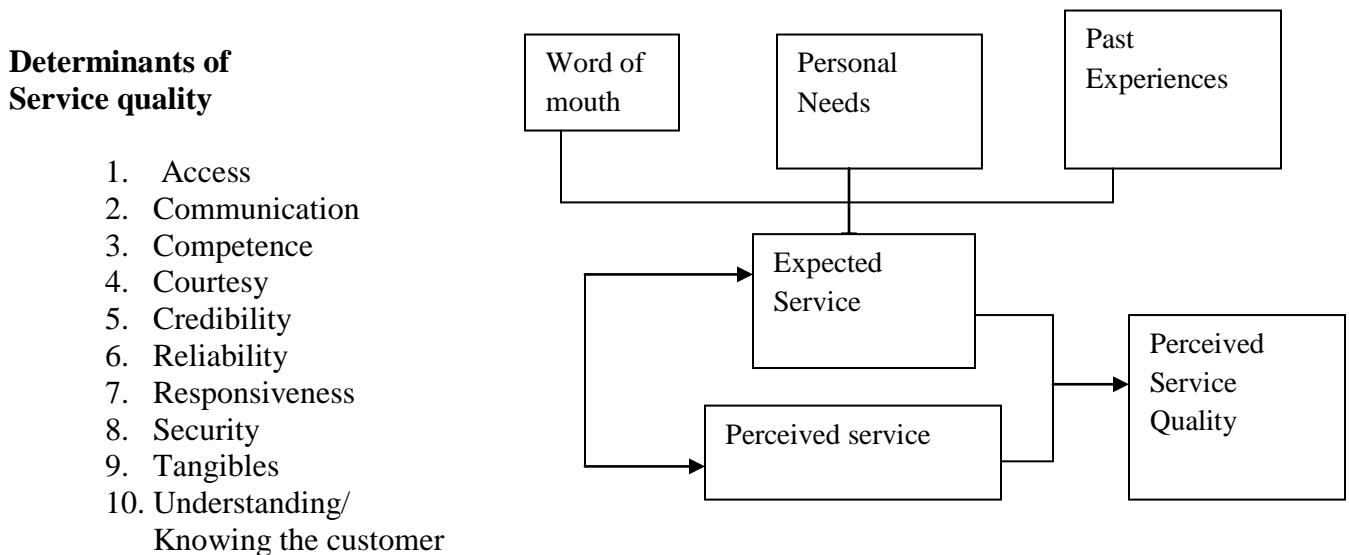 Determinants of
Service quality
1. Access
2. Communication
3. Competence
4. Courtesy
5. Credibility
6. Reliability
7. Responsiveness
8. Security
9. Tangibles
10. Understanding/
Knowing the customer
Word of
mouth
Personal
Needs
Past
Experiences
Expected
Service
Perceived service
Perceived
Service
Quality